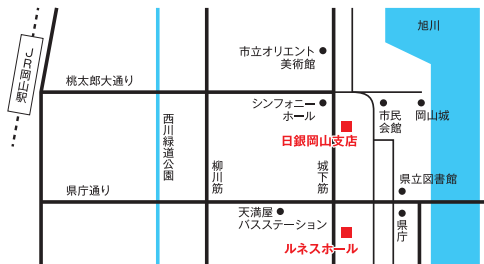 旭川
市立オリエント
美術館
JR岡山駅
桃太郎大通り
シンフォニー
ホール
市民
会館
岡山城
西川緑道公園
日銀岡山支店
柳川筋
城下筋
県立図書館
県庁通り
天満屋
バスステーション
県庁
ルネスホール